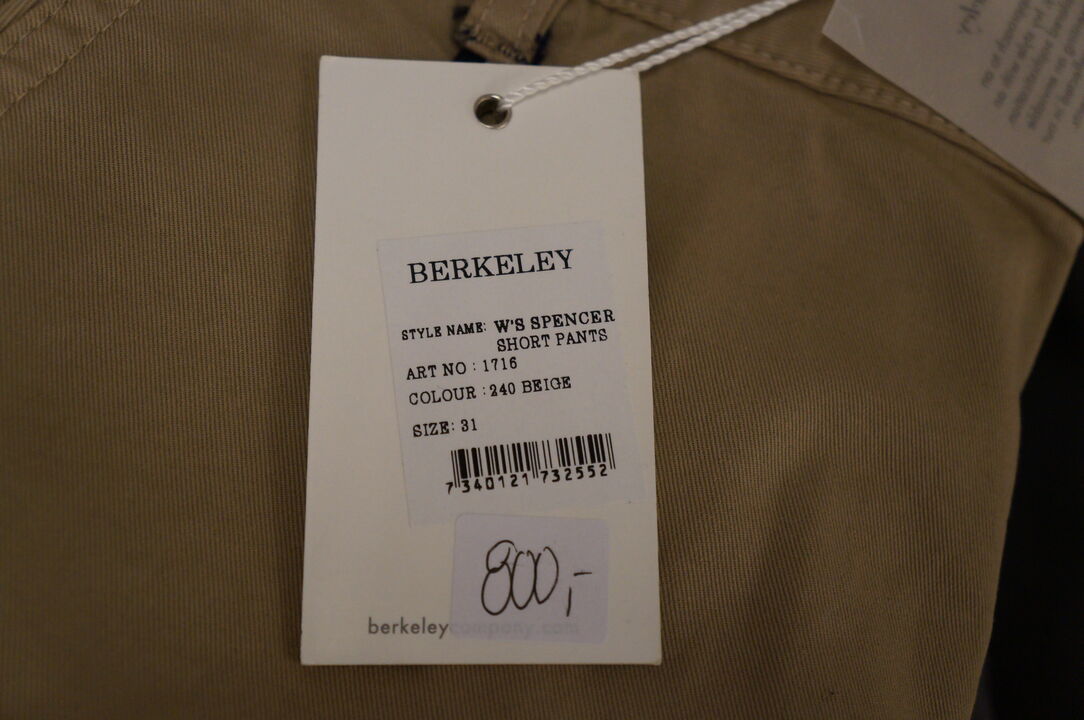 BERKELEY
STYLE NAME: W'S SPENCER
SHORT PANTS
ART NO : 1716
COLOUR : 240 BEIGE
SIZE: 31
7 340121 732552
800,-
berkeleycompany.com